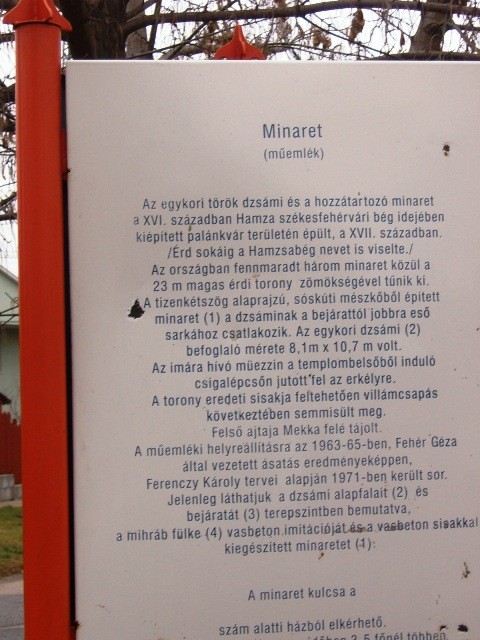 Minaret
(műemlék)
Az egykori török dzsámi és a hozzátartozó minaret
a XVI. században Hamza székesfehérvári bég idejében
kiépített palánkvár területén épült, a XVII. században.
/Érd sokáig a Hamzsabég nevet is viselte./
Az országban fennmaradt három minaret közül a
23 m magas érdi torony zömökségével tűnik ki.
A tizenkétszög alaprajzú, sóskúti mészkőből épített
minaret (1) a dzsáminak a bejárattól jobbra eső
sarkához csatlakozik. Az egykori dzsámi (2)
befoglaló mérete 8,1m x 10,7 m volt.
Az imára hívó müezzin a templombelsőből induló
csigalépcsőn jutott fel az erkélyre.
A torony eredeti sisakja feltehetően villámcsapás
következtében semmisült meg.
Felső ajtaja Mekka felé tájolt.
A műemléki helyreállításra az 1963-65-ben, Fehér Géza
által vezetett ásatás eredményeképpen,
Ferenczy Károly tervei alapján 1971-ben került sor.
Jelenleg láthatjuk a dzsámi alapfalait (2) és
bejáratát (3) terepszintben bemutatva,
a mihráb fülke (4) vasbeton imitációját és a vasbeton sisakkal
kiegészített minaretet (1).
A minaret kulcsa a
szám alatti házból elkérhető.
3-5 főnél többen